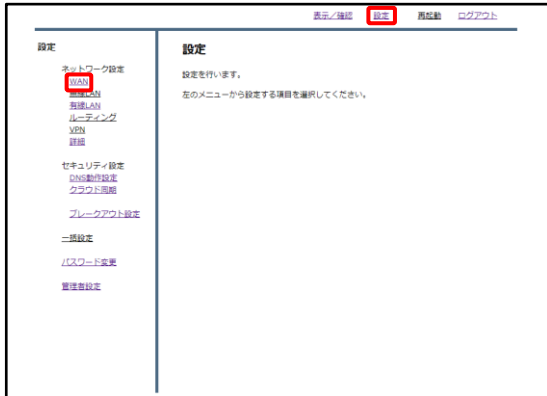 表示／確認 設定 再起動 ログアウト
設定
ネットワーク設定
WAN
無線LAN
有線LAN
ルーティング
VPN
詳細
セキュリティ設定
DNS動作設定
クラウド同期
ブレークアウト設定
一括設定
パスワード変更
管理者設定
設定
設定を行います。
左のメニューから設定する項目を選択してください。